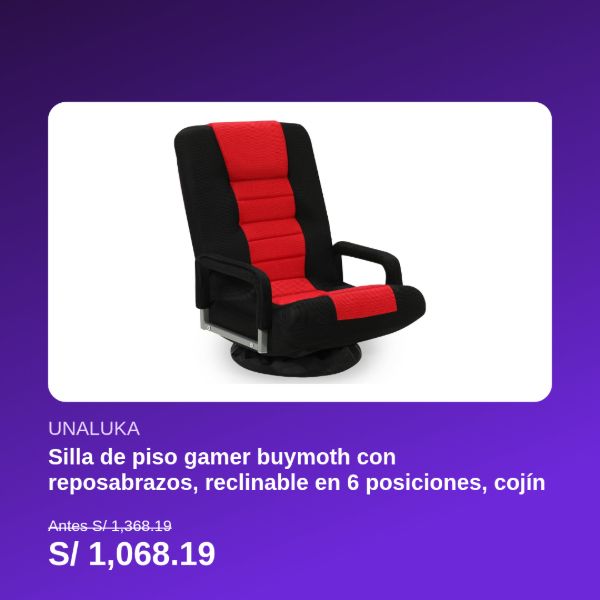 UNALUKA
Silla de piso gamer buymoth con
reposabrazos, reclinable en 6 posiciones, cojín
Antes S/ 1,368.19
S/ 1,068.19